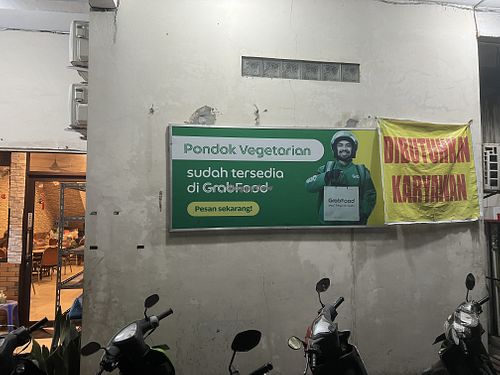 Pondok Vegetarian
sudah tersedia
di GrabFood
Pesan sekarang!
GrabFood
DIBUTUHKAN
KARYAWAN